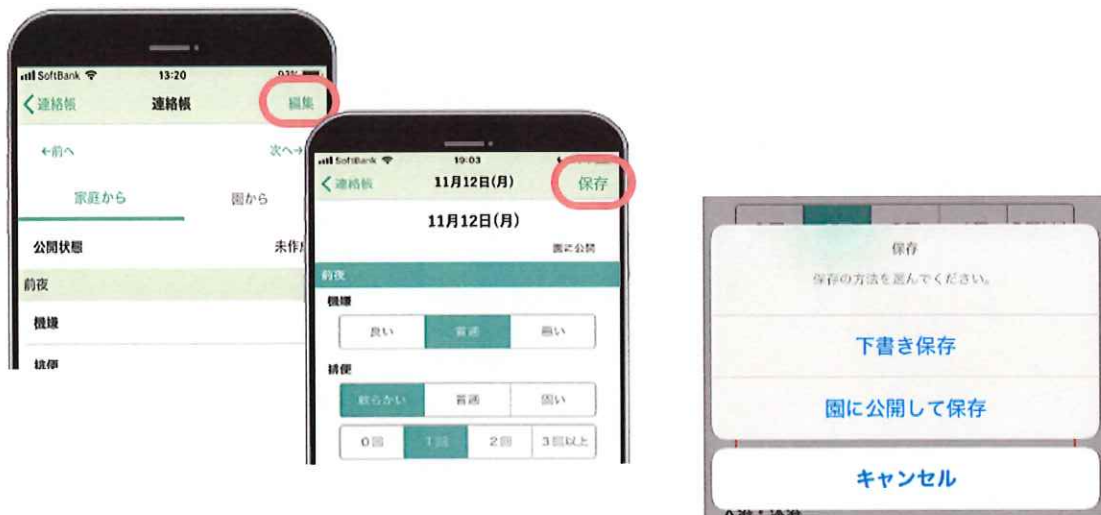 SoftBank 13:20 93%
連絡帳 連絡帳 編集
←前へ 次へ→
家庭から 園から
公開状態 未作成
前夜
機嫌
排便
SoftBank 19:03
連絡帳 11月12日(月) 保存
11月12日(月)
園に公開
前夜
機嫌
良い 普通 悪い
排便
軟らかい 普通 固い
0回 1回 2回 3回以上
保存
保存の方法を選んでください。
下書き保存
園に公開して保存
キャンセル